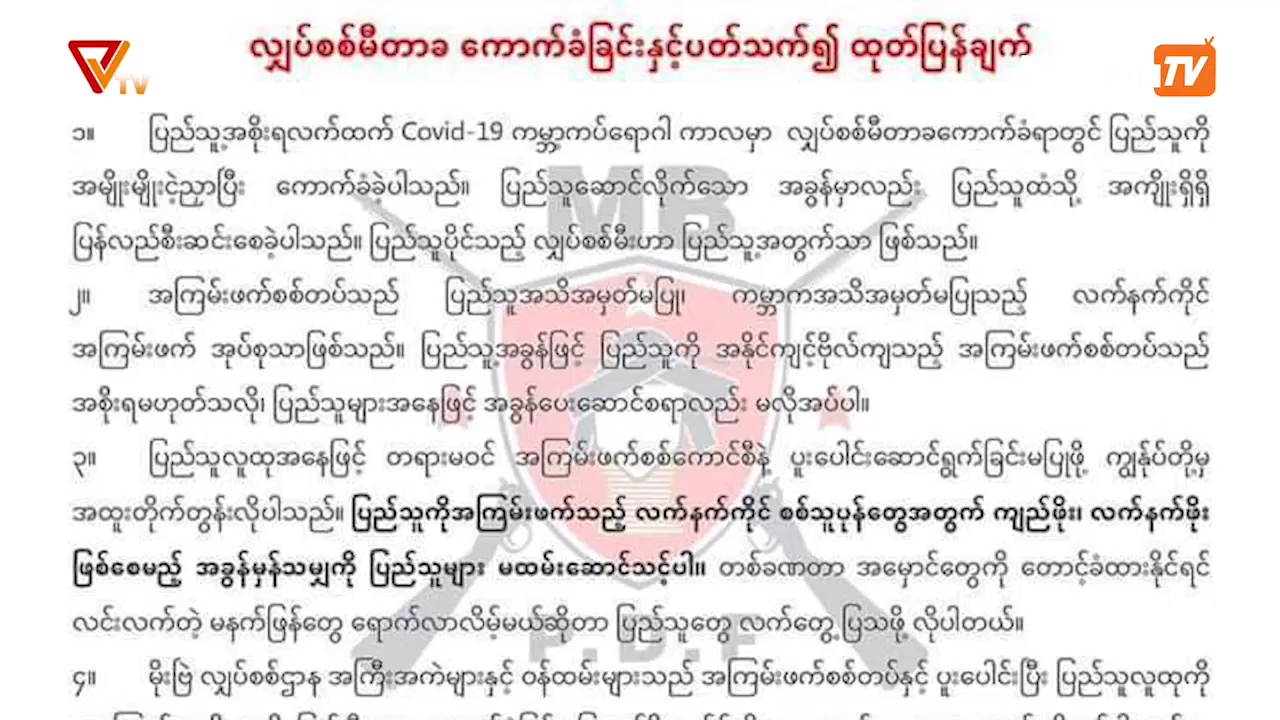 လျှပ်စစ်မီတာခ ကောက်ခံခြင်းနှင့်ပတ်သက်၍ ထုတ်ပြန်ချက်
TV
TV
၁။ ပြည်သူ့အစိုးရလက်ထက် Covid-19 ကမ္ဘာ့ကပ်ရောဂါ ကာလမှာ လျှပ်စစ်မီတာခကောက်ခံရာတွင် ပြည်သူကို
အမျိုးမျိုးငဲ့ညှာပြီး ကောက်ခံခဲ့ပါသည်။ ပြည်သူဆောင်လိုက်သော အခွန်မှာလည်း ပြည်သူထံသို့ အကျိုးရှိရှိ
ပြန်လည်စီးဆင်းစေခဲ့ပါသည်။ ပြည်သူပိုင်သည့် လျှပ်စစ်မီးဟာ ပြည်သူ့အတွက်သာ ဖြစ်သည်။
MB
၂။ အကြမ်းဖက်စစ်တပ်သည် ပြည်သူအသိအမှတ်မပြု၊ ကမ္ဘာကအသိအမှတ်မပြုသည့် လက်နက်ကိုင်
အကြမ်းဖက် အုပ်စုသာဖြစ်သည်။ ပြည်သူ့အခွန်ဖြင့် ပြည်သူကို အနိုင်ကျင့်ဗိုလ်ကျသည့် အကြမ်းဖက်စစ်တပ်သည်
အစိုးရမဟုတ်သလို၊ ပြည်သူများအနေဖြင့် အခွန်ပေးဆောင်စရာလည်း မလိုအပ်ပါ။
၃။ ပြည်သူလူထုအနေဖြင့် တရားမဝင် အကြမ်းဖက်စစ်ကောင်စီနဲ့ ပူးပေါင်းဆောင်ရွက်ခြင်းမပြုဖို့ ကျွန်ုပ်တို့မှ
အထူးတိုက်တွန်းလိုပါသည်။ ပြည်သူကိုအကြမ်းဖက်သည့် လက်နက်ကိုင် စစ်သူပုန်တွေအတွက် ကျည်ဖိုး၊ လက်နက်ဖိုး
ဖြစ်စေမည့် အခွန်မှန်သမျှကို ပြည်သူများ မထမ်းဆောင်သင့်ပါ။ တစ်ခဏတာ အမှောင်တွေကို တောင့်ခံထားနိုင်ရင်
လင်းလက်တဲ့ မနက်ဖြန်တွေ ရောက်လာလိမ့်မယ်ဆိုတာ ပြည်သူတွေ လက်တွေ့ပြသဖို့ လိုပါတယ်။
P.D.F
၄။ မိုးဗြဲ လျှပ်စစ်ဌာန အကြီးအကဲများနှင့် ဝန်ထမ်းများသည် အကြမ်းဖက်စစ်တပ်နှင့် ပူးပေါင်းပြီး ပြည်သူလူထုကို